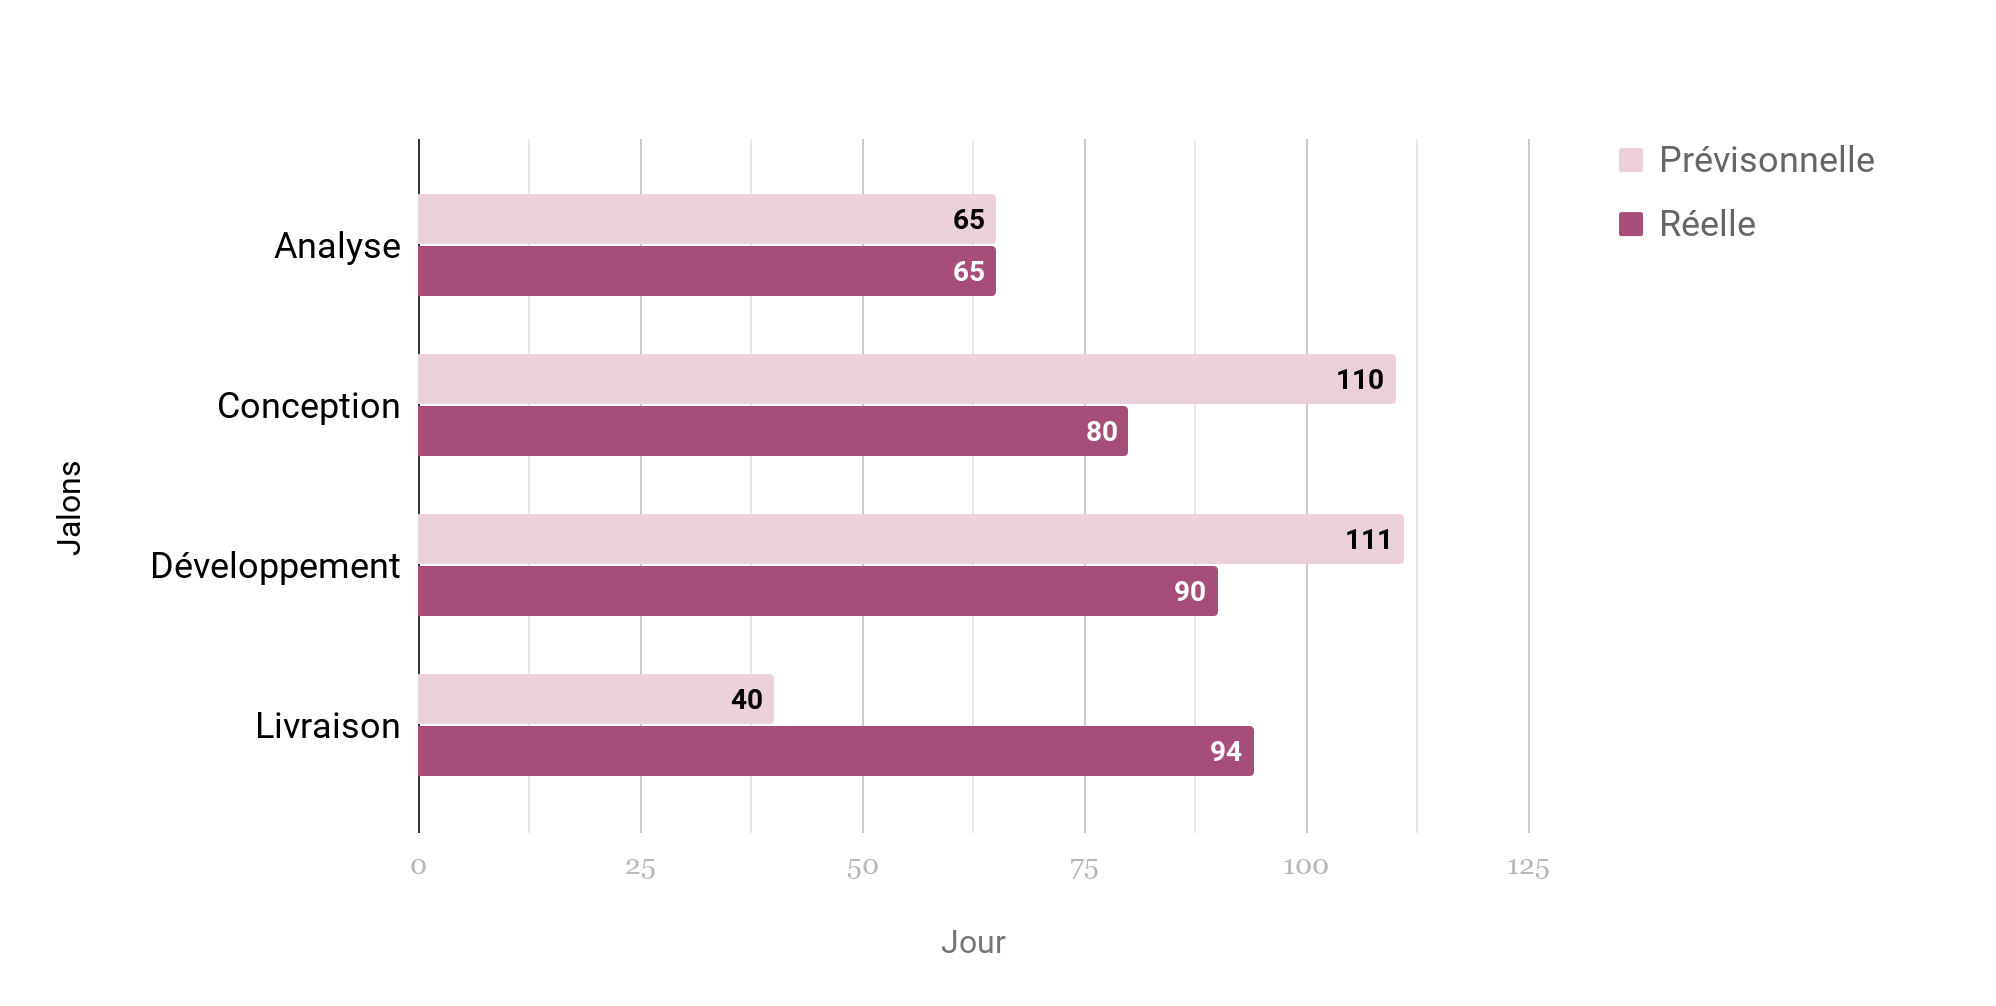 Prévisonnelle
Réelle
Jalons
Analyse
65
65
Conception
110
80
Développement
111
90
Livraison
40
94
0 25 50 75 100 125
Jour